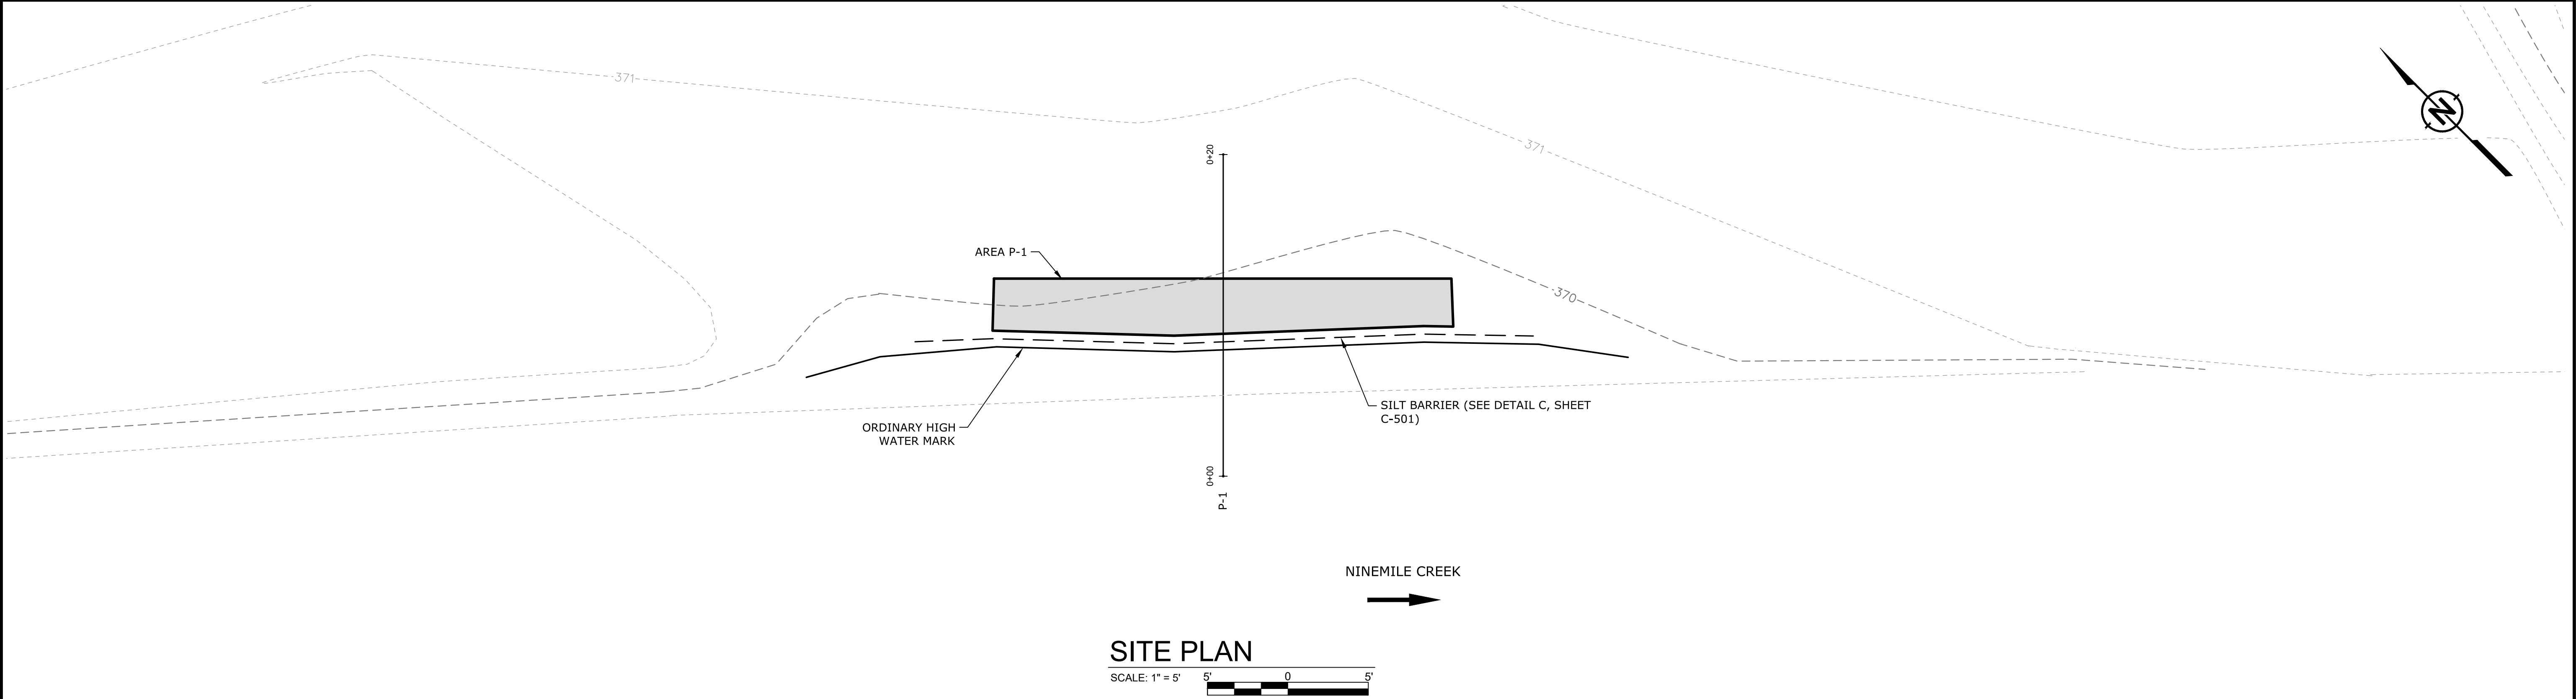 371
N
0+20
371
AREA P-1
370
SILT BARRIER (SEE DETAIL C, SHEET
C-501)
ORDINARY HIGH
WATER MARK
0+00
P-1
NINEMILE CREEK
SITE PLAN
SCALE: 1" = 5'
5' 0 5'